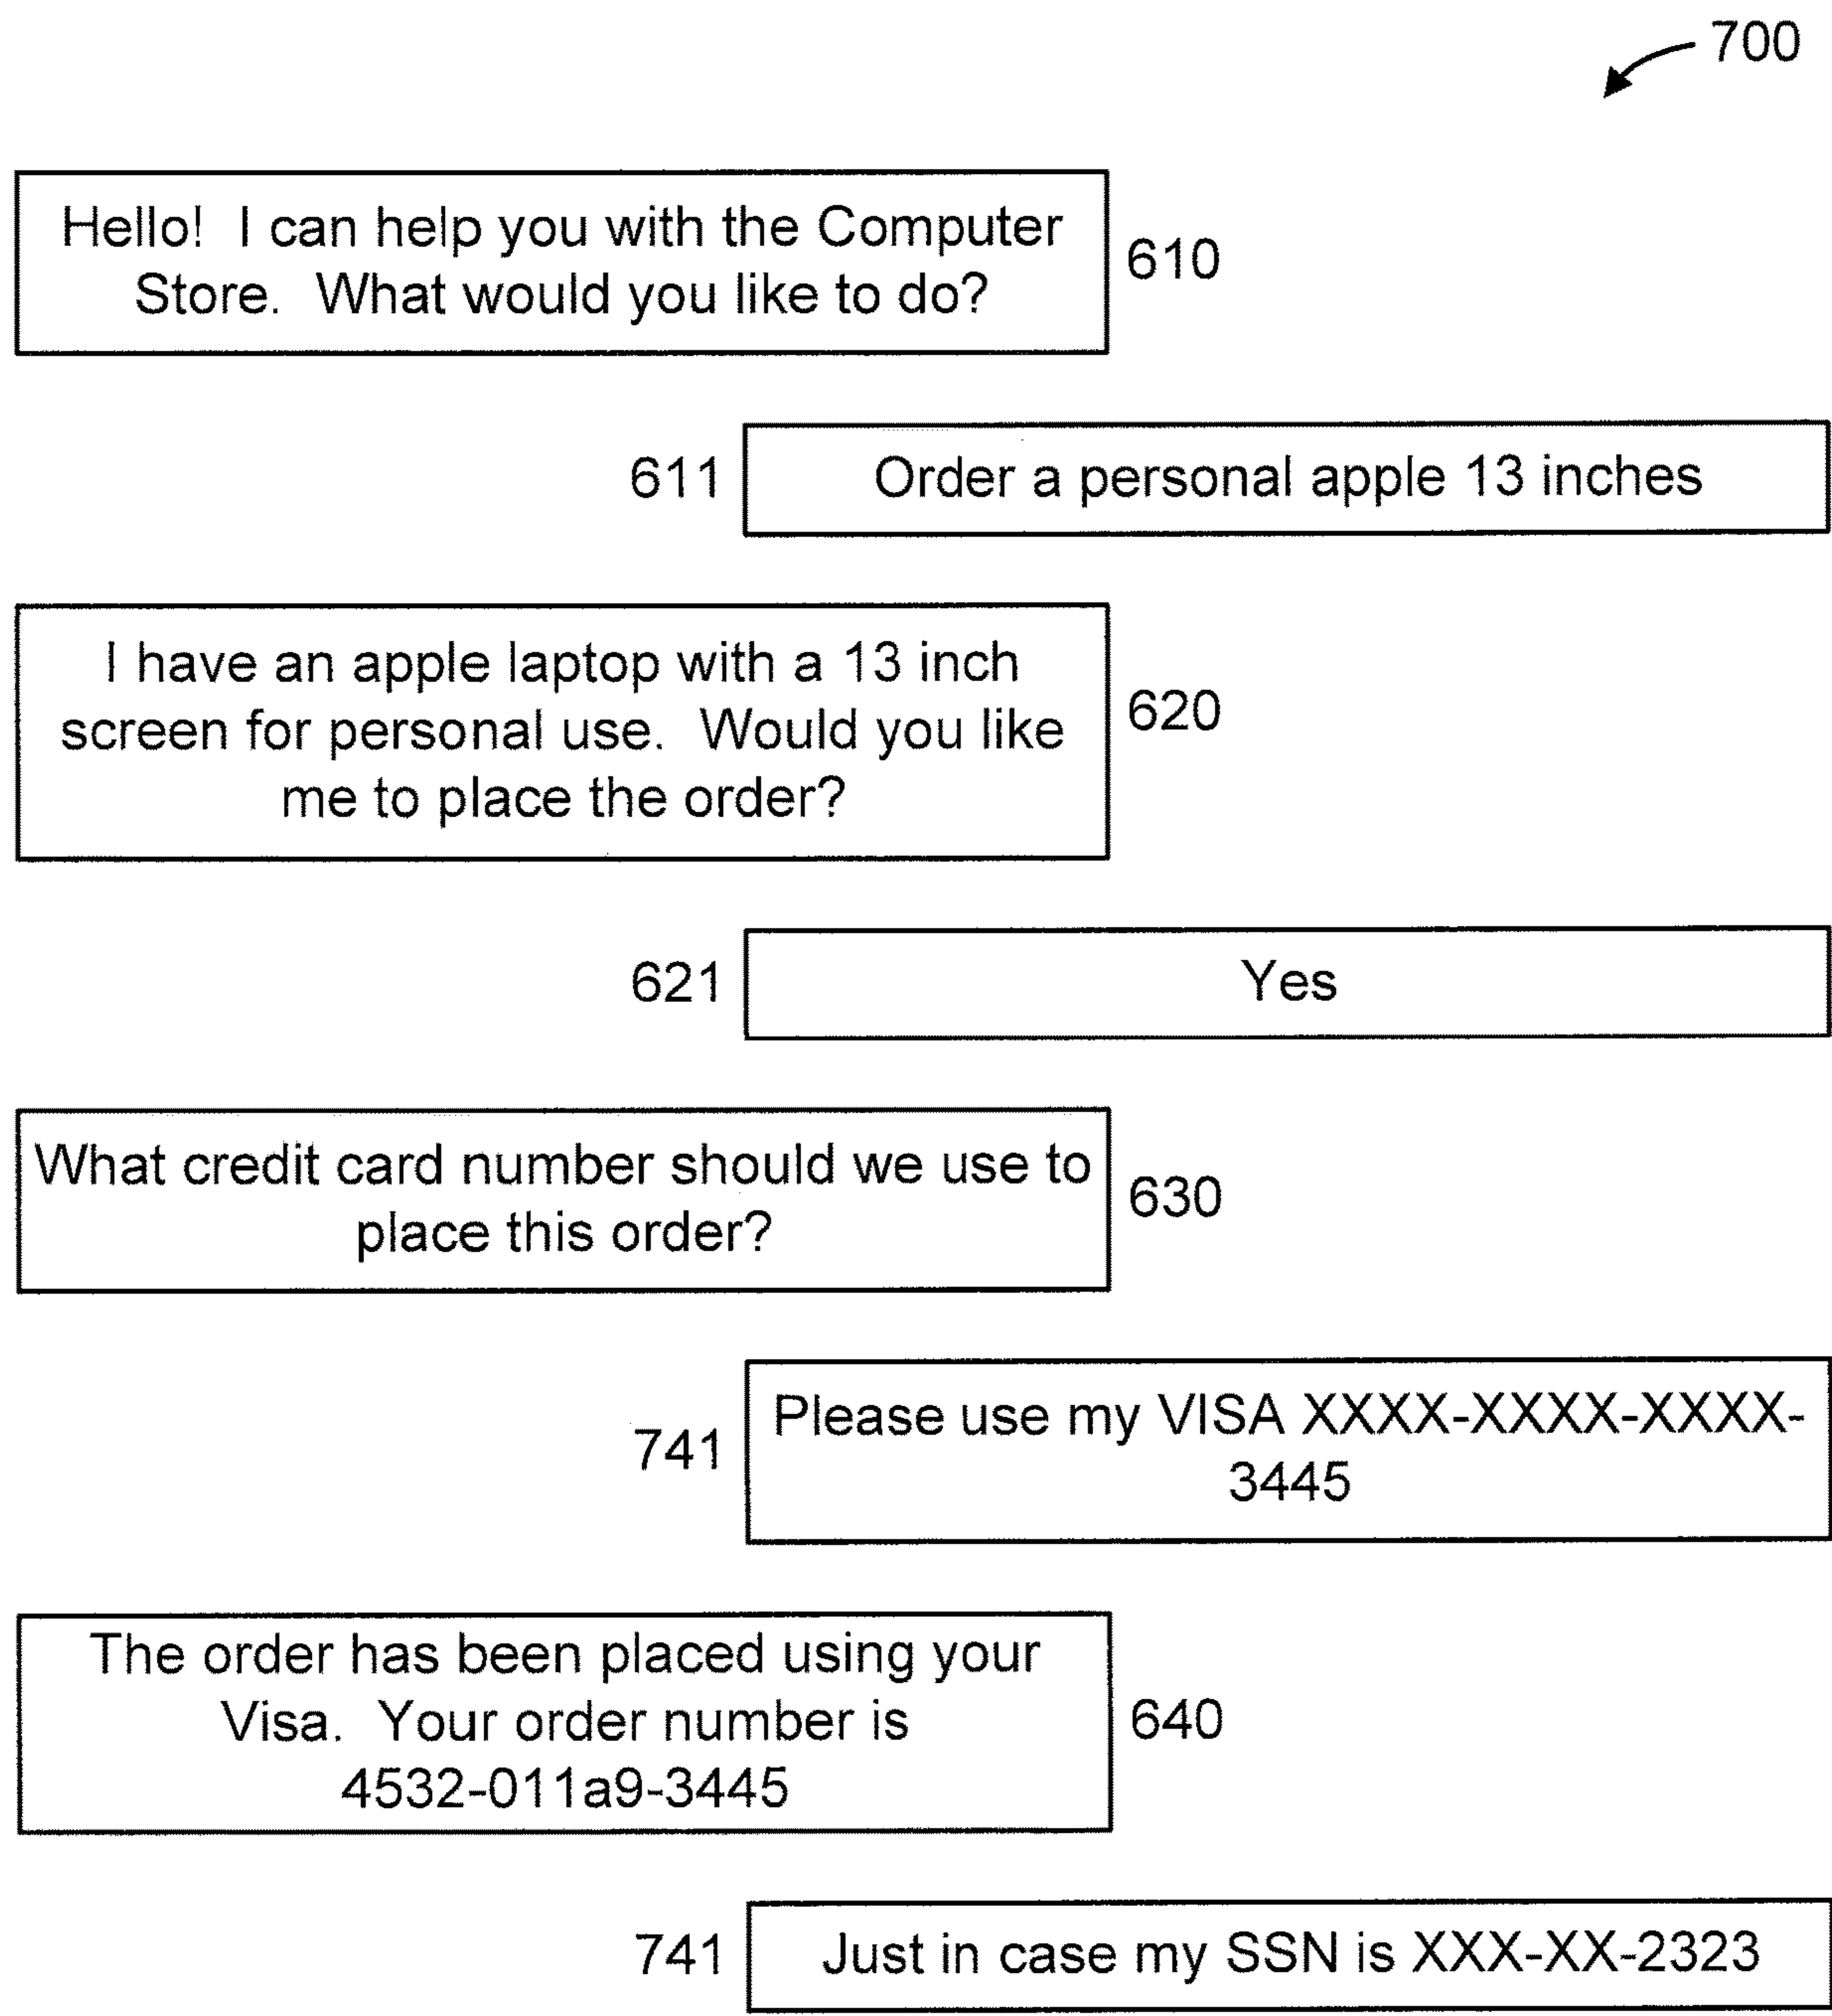 700
Hello! I can help you with the Computer
Store. What would you like to do?
610
611
Order a personal apple 13 inches
I have an apple laptop with a 13 inch
screen for personal use. Would you like
me to place the order?
620
621
Yes
What credit card number should we use to
place this order?
630
741
Please use my VISA XXXX-XXXX-XXXX-
3445
The order has been placed using your
Visa. Your order number is
4532-011a9-3445
640
741
Just in case my SSN is XXX-XX-2323